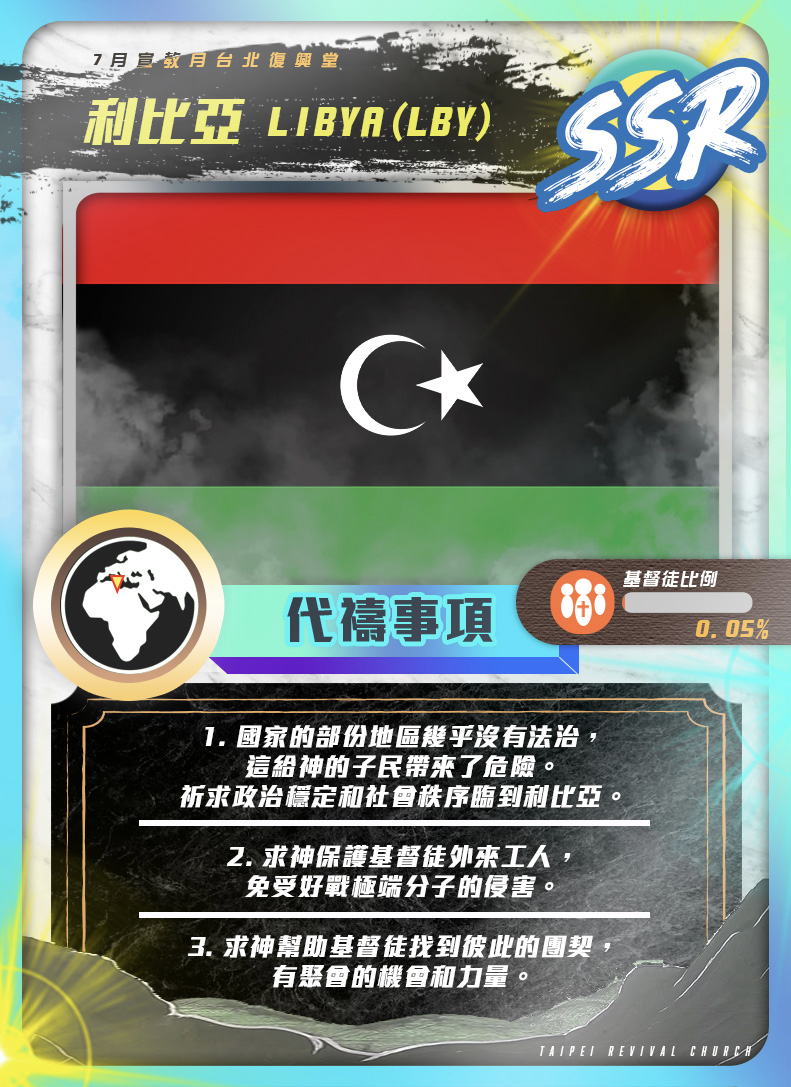 7月宣教月台北復興堂
利比亞 LIBYA(LBY)
SSR
基督徒比例
0.05%
代禱事項
1. 國家的部份地區幾乎沒有法治，
這給神的子民帶來了危險。
祈求政治穩定和社會秩序臨到利比亞。
2. 求神保護基督徒外來工人，
免受好戰極端分子的侵害。
3. 求神幫助基督徒找到彼此的團契，
有聚會的機會和力量。
TAIPEI REVIVAL CHURCH